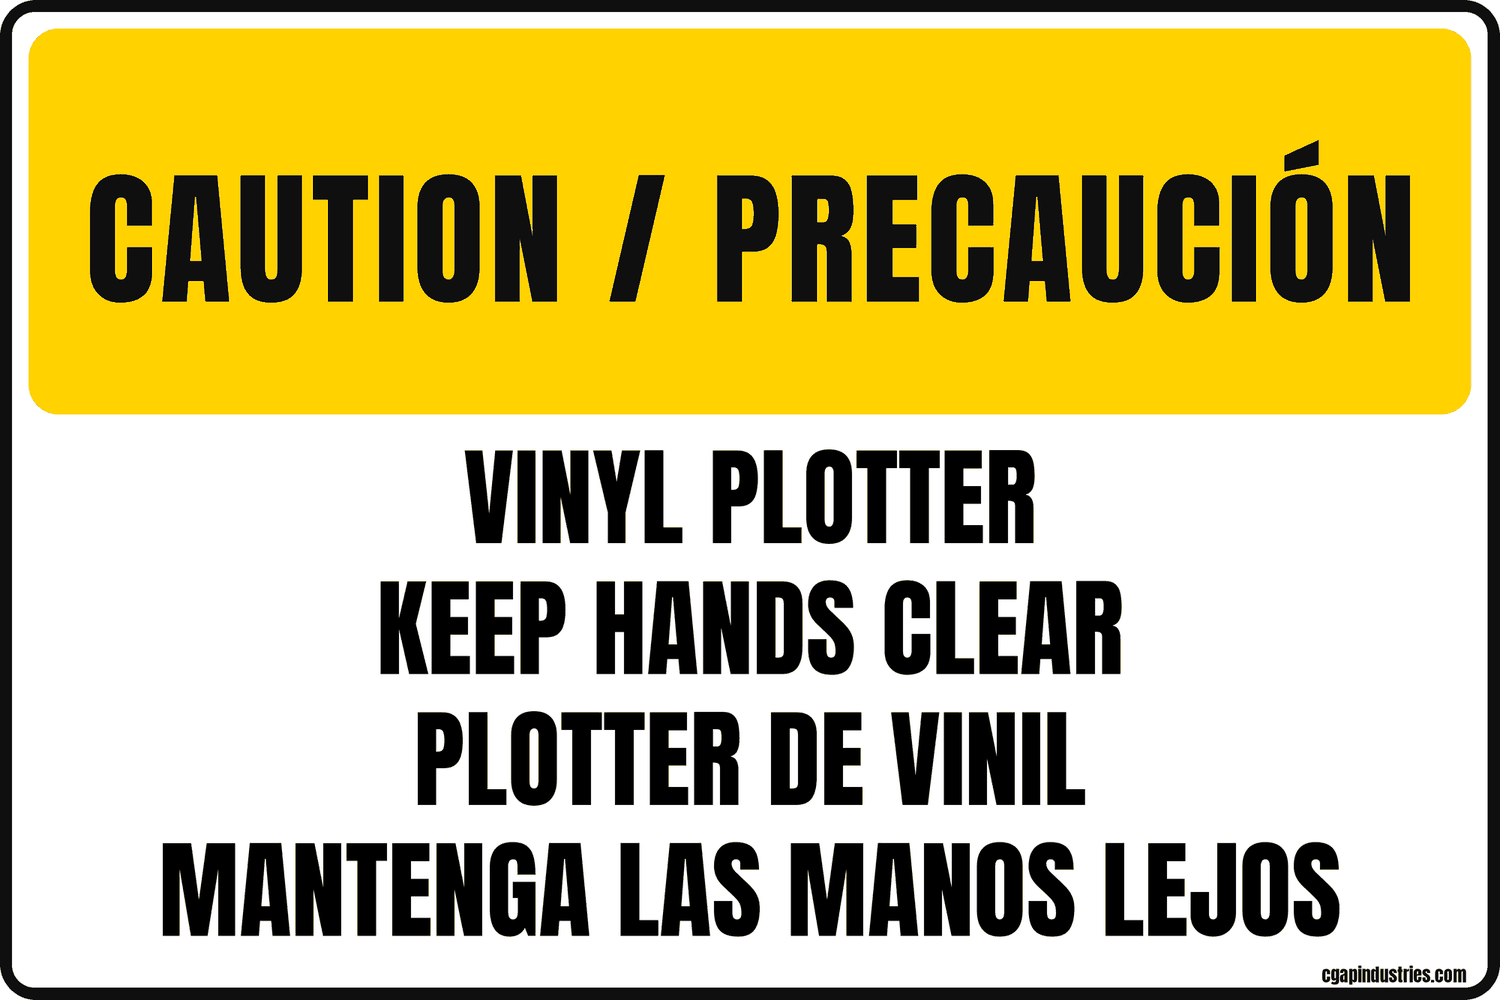 CAUTION / PRECAUCIÓN
VINYL PLOTTER
KEEP HANDS CLEAR
PLOTTER DE VINIL
MANTENGA LAS MANOS LEJOS
cgapindustries.com